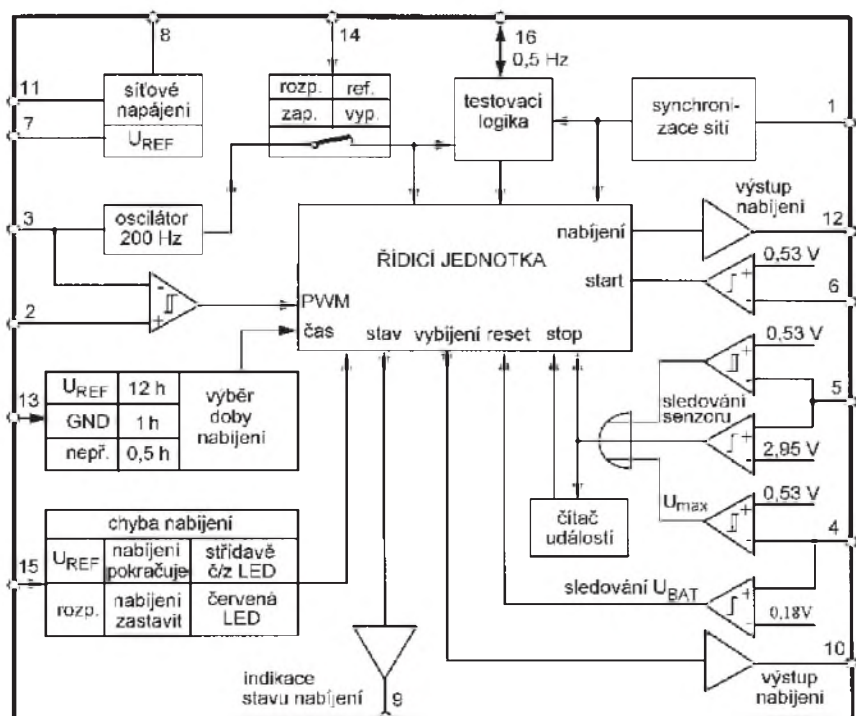 8
14
16
0,5 Hz
11
síťové
napájení
U_REF
7
rozp.
ref.
zap.
vyp.
testovaci
logika
synchroni-
zace sítí
1
3
oscilátor
200 Hz
výstup
nabíjení
12
nabíjení
ŘÍDICÍ JEDNOTKA
0,53 V
start
6
2
PWM
čas
stav
vybíjení
reset
stop
0,53 V
13
U_REF
12 h
GND
1 h
nepř.
0,5 h
výběr
doby
nabíjení
5
sledování
senzoru
2,95 V
U_max
0,53 V
4
čítač
událostí
chyba nabíjení
15
U_REF
nabíjení
pokračuje
střídavě
č/z LED
rozp.
nabíjení
zastavit
červená
LED
sledování U_BAT
0,18V
10
výstup
nabíjení
indikace
stavu nabíjení
9